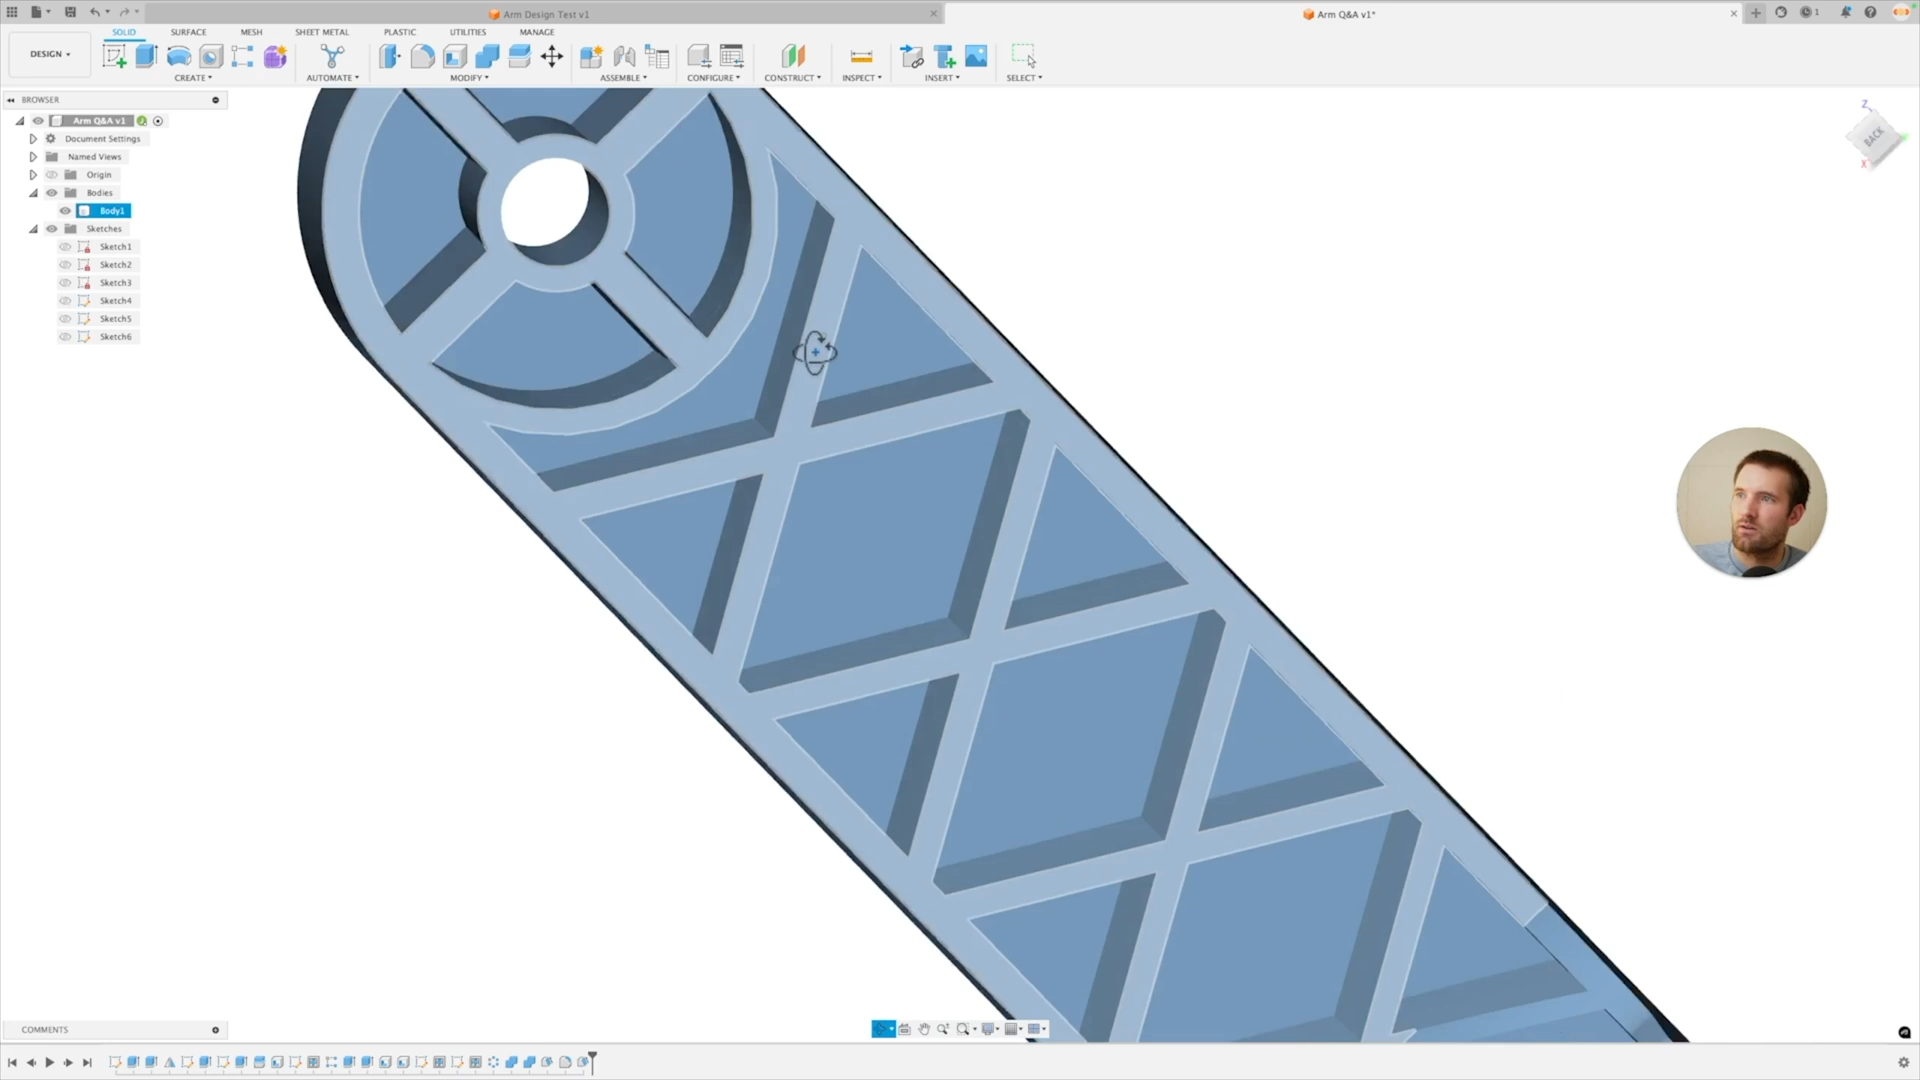 Arm Design Test v1
Arm Q&A v1*
1
DESIGN
SOLID SURFACE MESH SHEET METAL PLASTIC UTILITIES MANAGE
CREATE AUTOMATE MODIFY ASSEMBLE CONFIGURE CONSTRUCT INSPECT INSERT SELECT
BROWSER
Arm Q&A v1
Document Settings
Named Views
Origin
Bodies
Body1
Sketches
Sketch1
Sketch2
Sketch3
Sketch4
Sketch5
Sketch6
Z
BACK
X
COMMENTS